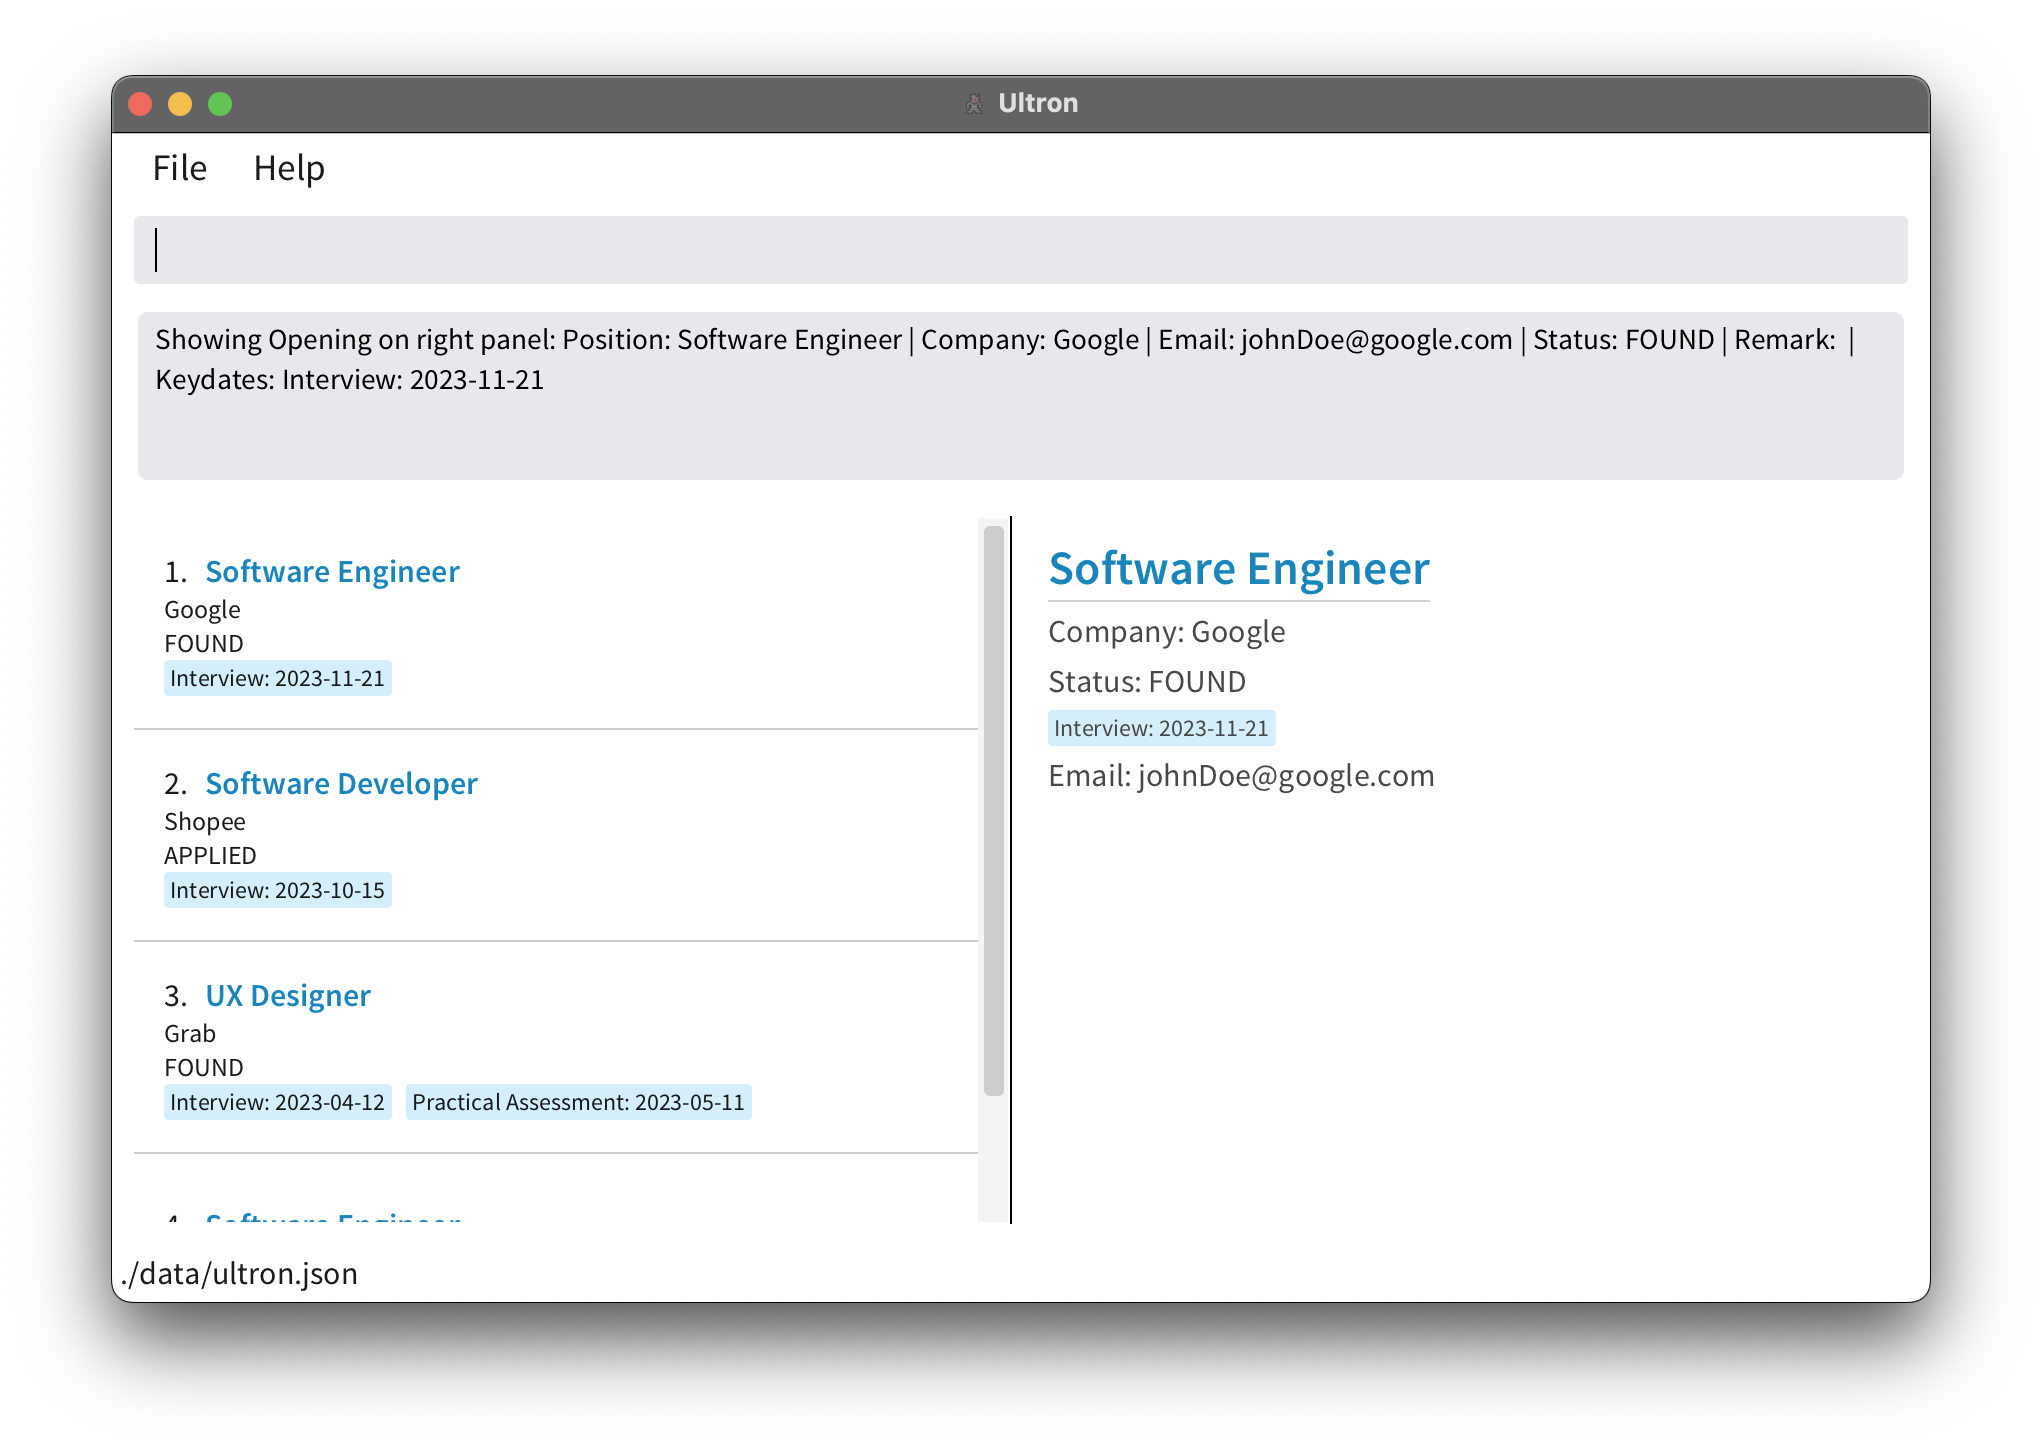 Ultron
File Help
Showing Opening on right panel: Position: Software Engineer | Company: Google | Email: johnDoe@google.com | Status: FOUND | Remark:  |
Keydates: Interview: 2023-11-21
1. Software Engineer
Google
FOUND
Interview: 2023-11-21
2. Software Developer
Shopee
APPLIED
Interview: 2023-10-15
3. UX Designer
Grab
FOUND
Interview: 2023-04-12 Practical Assessment: 2023-05-11
4. Software Engineer
Software Engineer
Company: Google
Status: FOUND
Interview: 2023-11-21
Email: johnDoe@google.com
./data/ultron.json